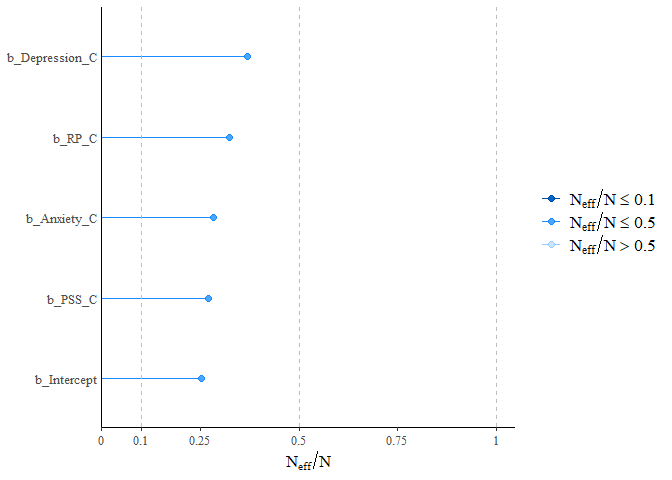 b_Depression_C
b_RP_C
b_Anxiety_C
b_PSS_C
b_Intercept
0 0.1 0.25 0.5 0.75 1
Neff/N
Neff/N ≤ 0.1
Neff/N ≤ 0.5
Neff/N > 0.5